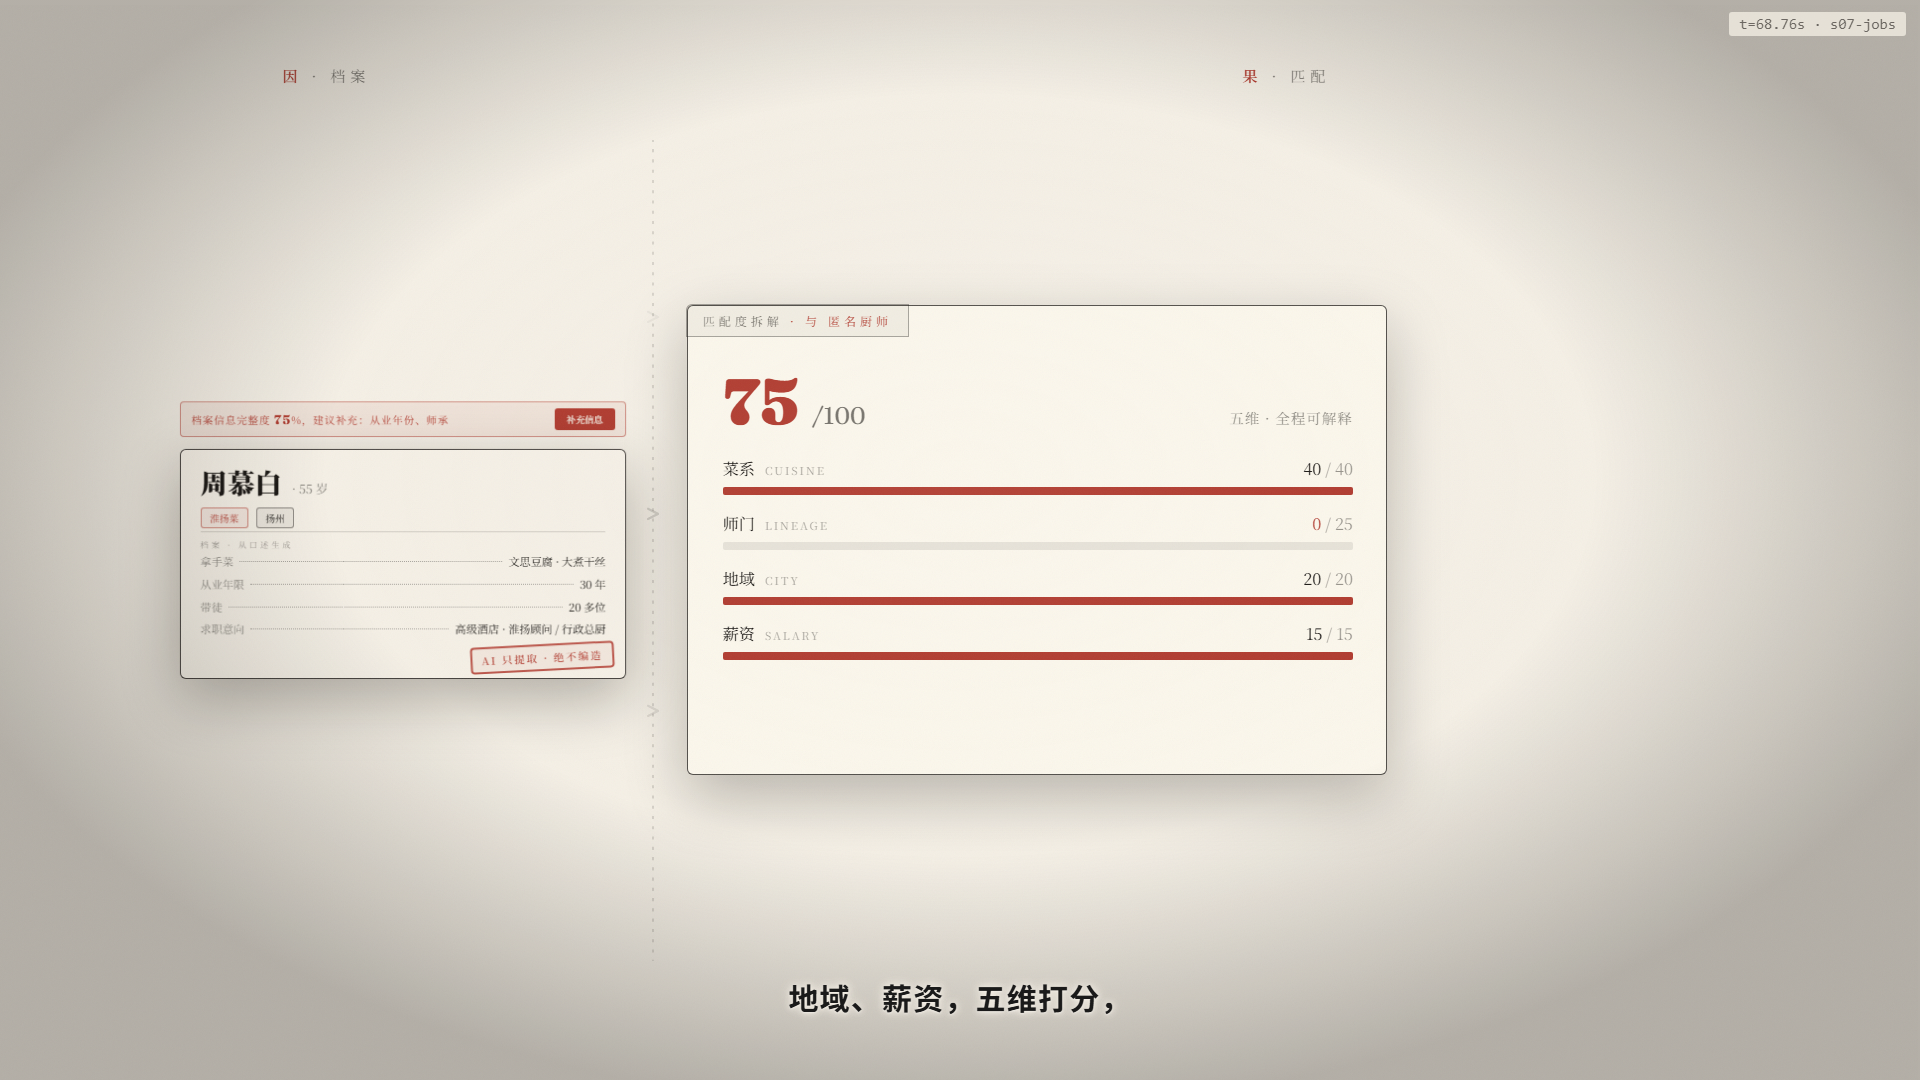 t=68.76s · s07-jobs
因 · 档案
果 · 匹配
档案信息完整度 75%，建议补充：从业年份、师承
补充信息
周慕白 · 55 岁
淮扬菜 扬州
档案 · 从口述生成
拿手菜 文思豆腐 · 大煮干丝
从业年限 30 年
带徒 20 多位
求职意向 高级酒店 · 淮扬顾问 / 行政总厨
AI 只提取 · 绝不编造
匹配度拆解 · 与 匿名厨师
75 /100
五维 · 全程可解释
菜系 CUISINE 40 / 40
师门 LINEAGE 0 / 25
地域 CITY 20 / 20
薪资 SALARY 15 / 15
地域、薪资，五维打分，